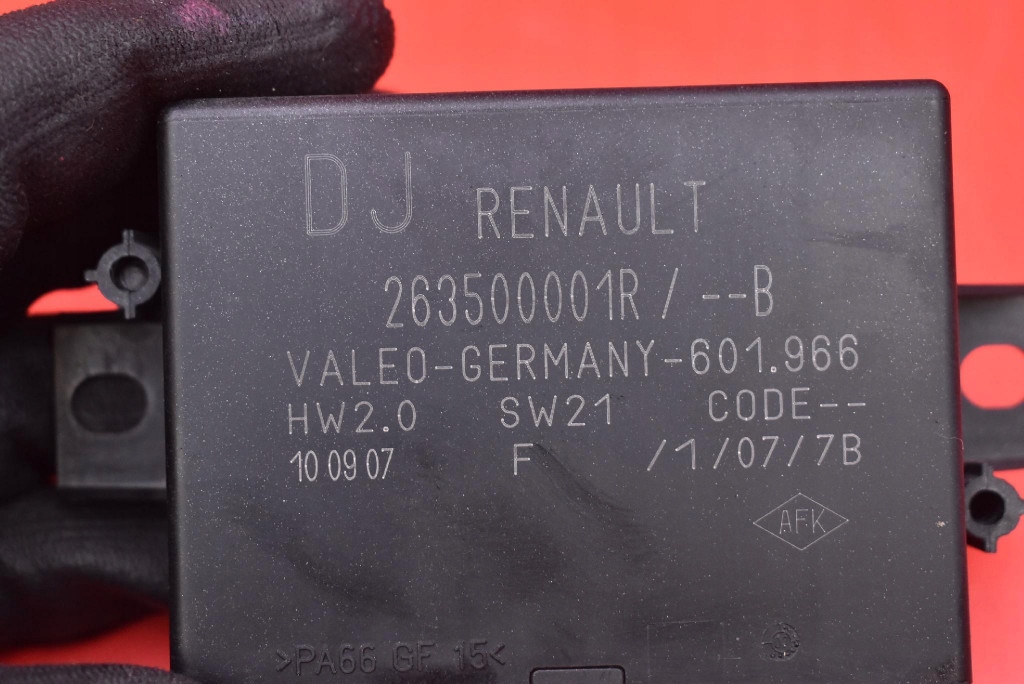 DJ RENAULT
263500001R / --B
VALEO-GERMANY-601.966
HW2.0 SW21 CODE--
10 09 07 F /1/07/7B
AFK
>PA66 GF 15<